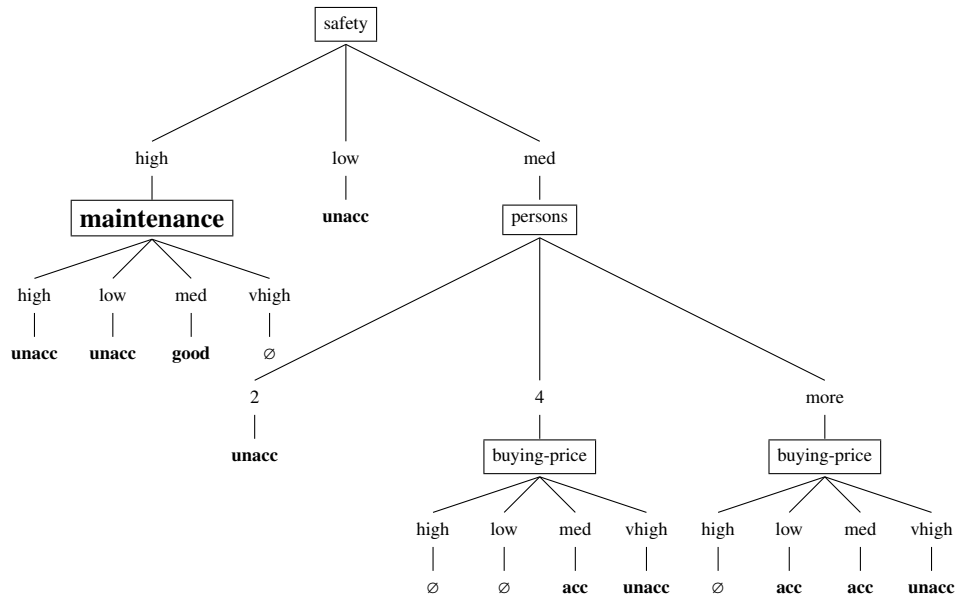 safety
high low med
maintenance unacc persons
high low med vhigh
unacc unacc good ∅
2 4 more
unacc buying-price buying-price
high low med vhigh high low med vhigh
∅ ∅ acc unacc ∅ acc acc unacc